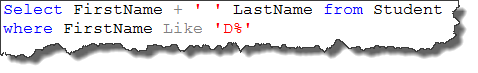 Select FirstName + ' ' LastName from Student
where FirstName Like 'D%'